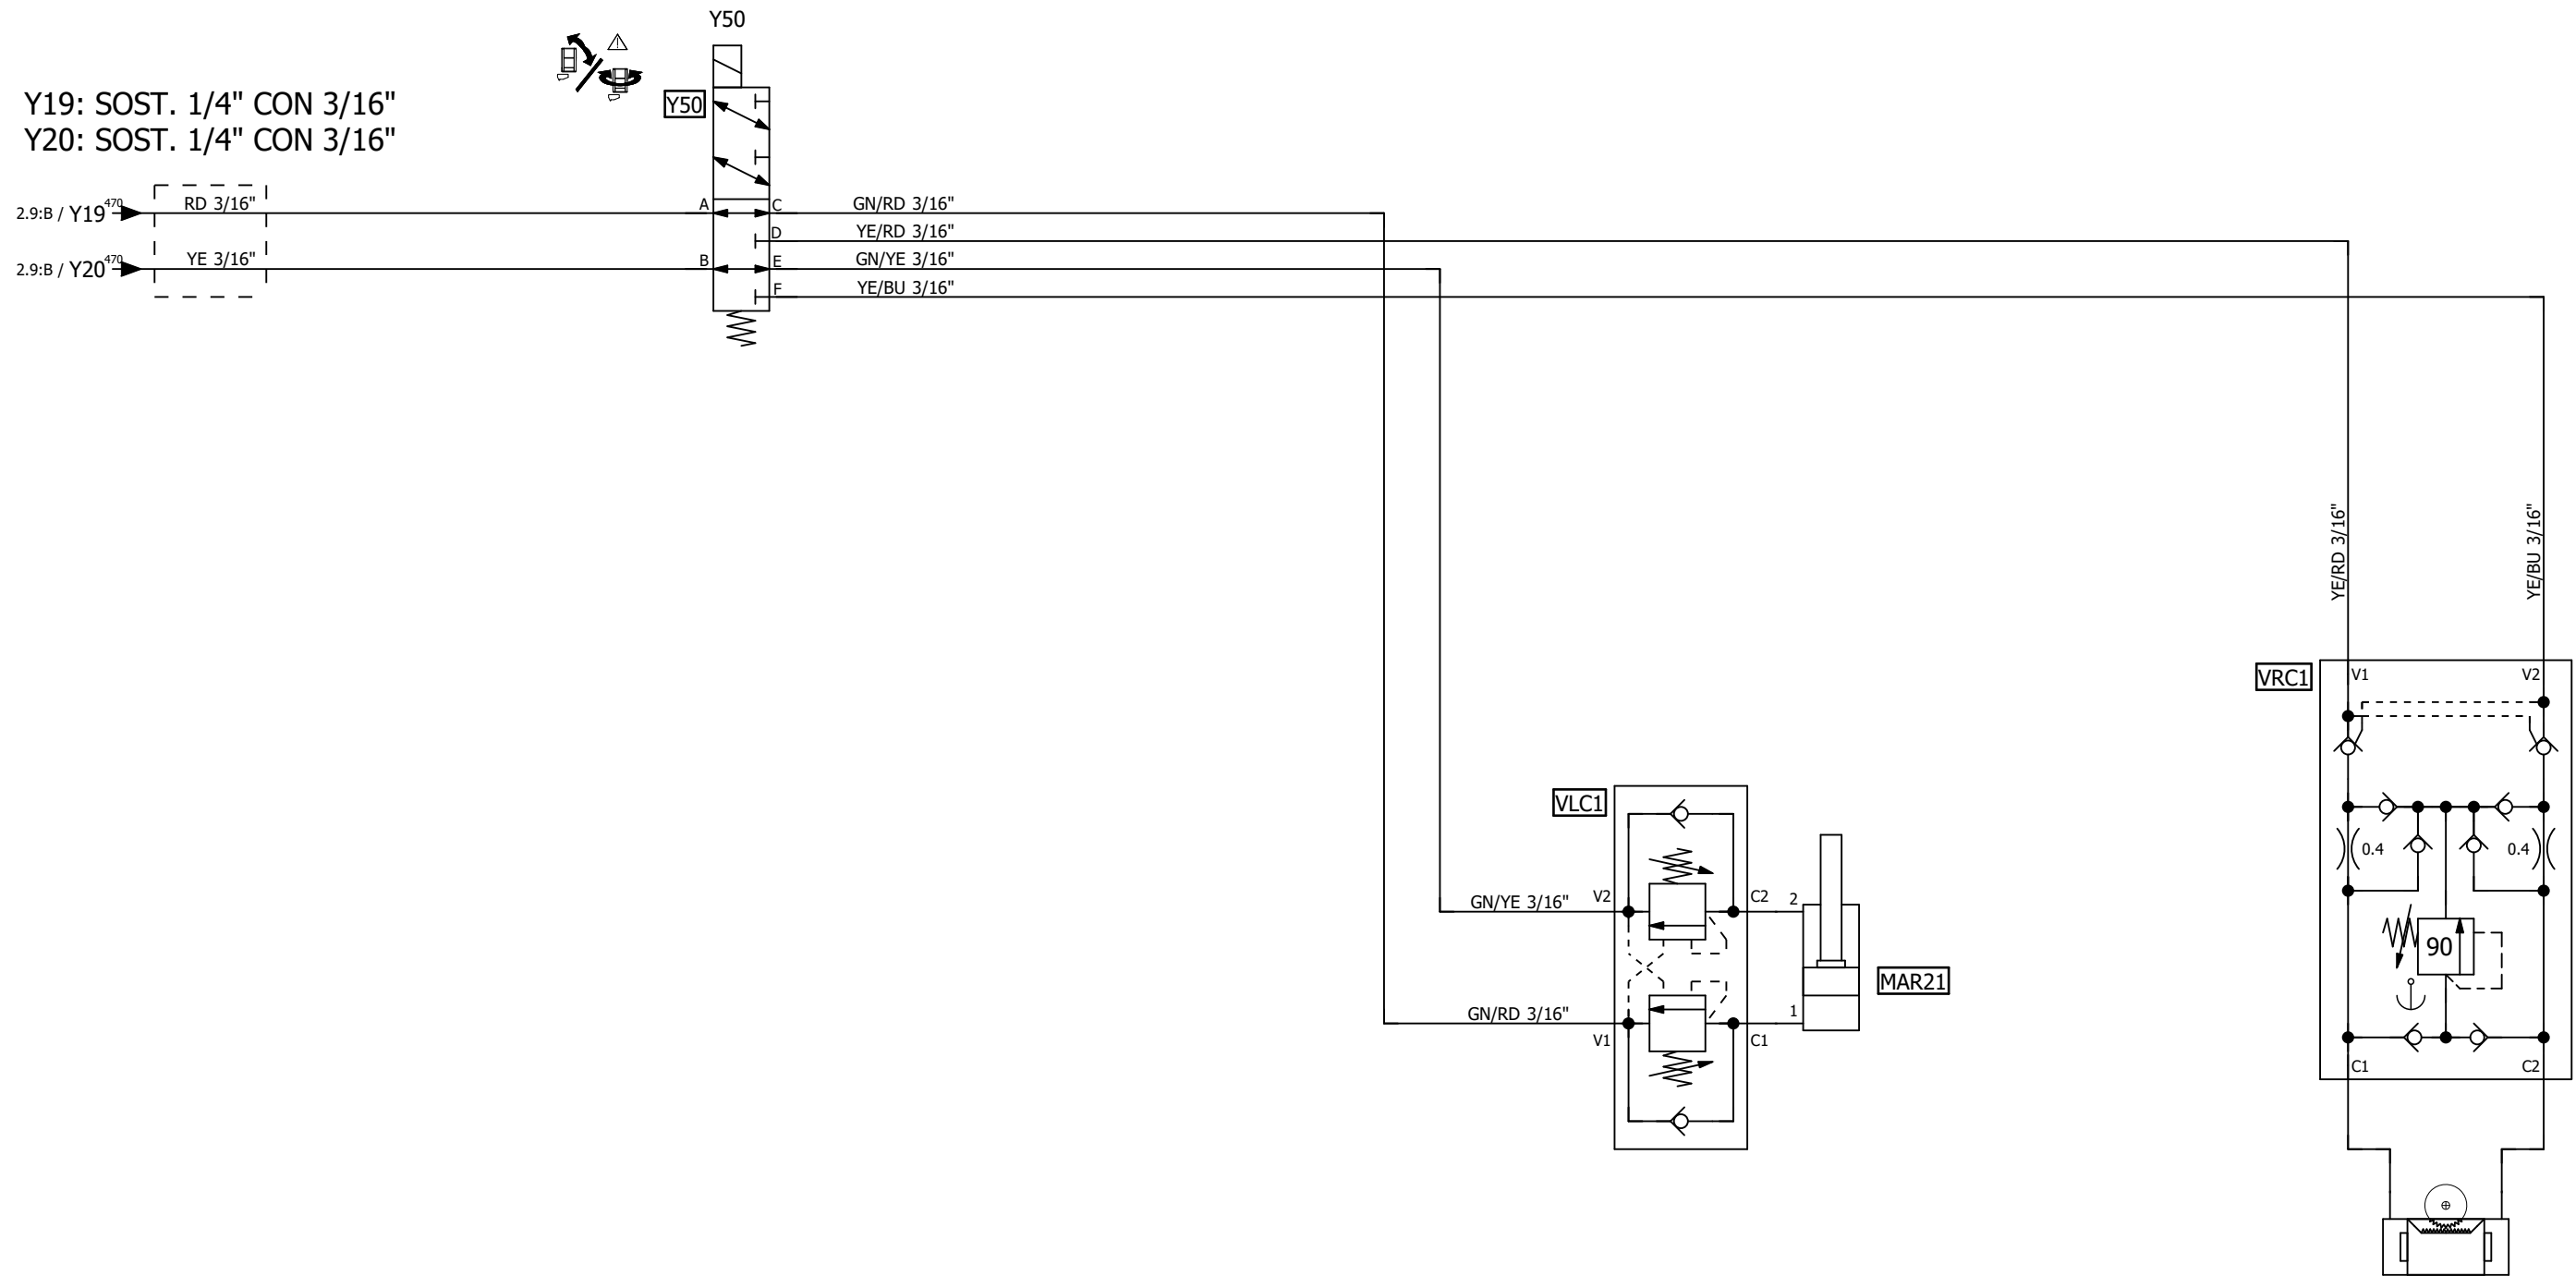 Y50
Y19: SOST. 1/4" CON 3/16"
Y20: SOST. 1/4" CON 3/16"
Y50
2.9:B / Y19 470
RD 3/16"
A
C
GN/RD 3/16"
D
YE/RD 3/16"
2.9:B / Y20 470
YE 3/16"
B
E
GN/YE 3/16"
F
YE/BU 3/16"
YE/RD 3/16"
YE/BU 3/16"
VRC1
V1
V2
VLC1
0.4
0.4
GN/YE 3/16"
V2
C2
2
90
MAR21
GN/RD 3/16"
V1
C1
1
C1
C2